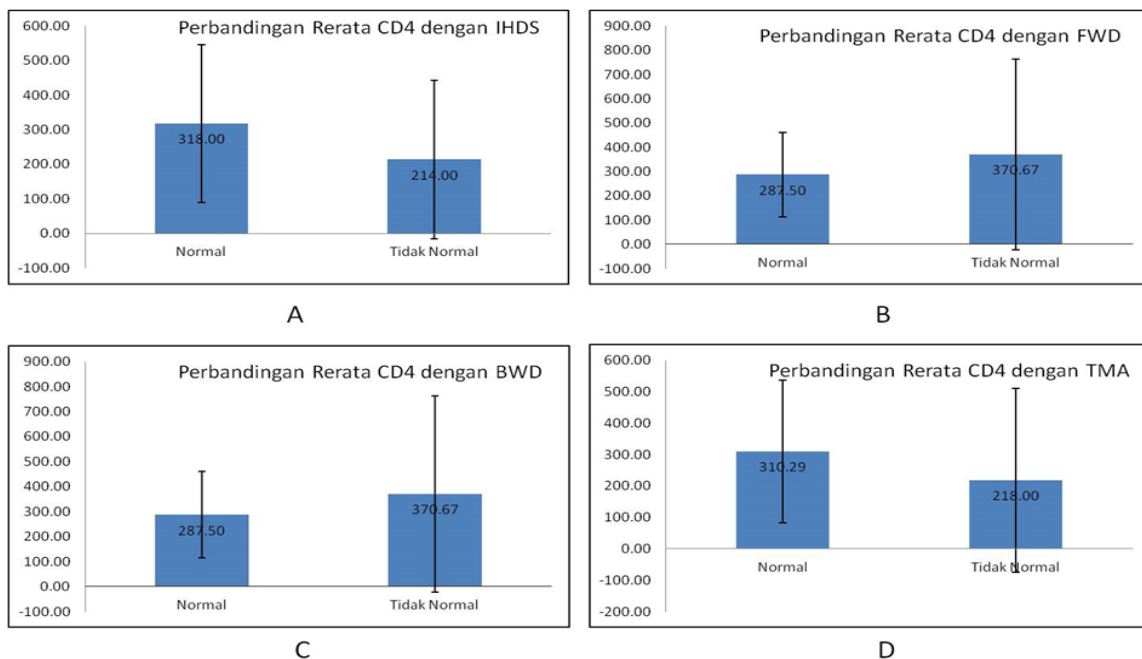 Perbandingan Rerata CD4 dengan IHDS
600.00
500.00
400.00
300.00
200.00
100.00
0.00
-100.00
318.00
214.00
Normal
Tidak Normal
A
Perbandingan Rerata CD4 dengan FWD
900.00
800.00
700.00
600.00
500.00
400.00
300.00
200.00
100.00
0.00
-100.00
287.50
370.67
Normal
Tidak Normal
B
Perbandingan Rerata CD4 dengan BWD
900.00
800.00
700.00
600.00
500.00
400.00
300.00
200.00
100.00
0.00
-100.00
287.50
370.67
Normal
Tidak Normal
C
Perbandingan Rerata CD4 dengan TMA
600.00
500.00
400.00
300.00
200.00
100.00
0.00
-100.00
-200.00
310.29
218.00
Normal
Tidak Normal
D